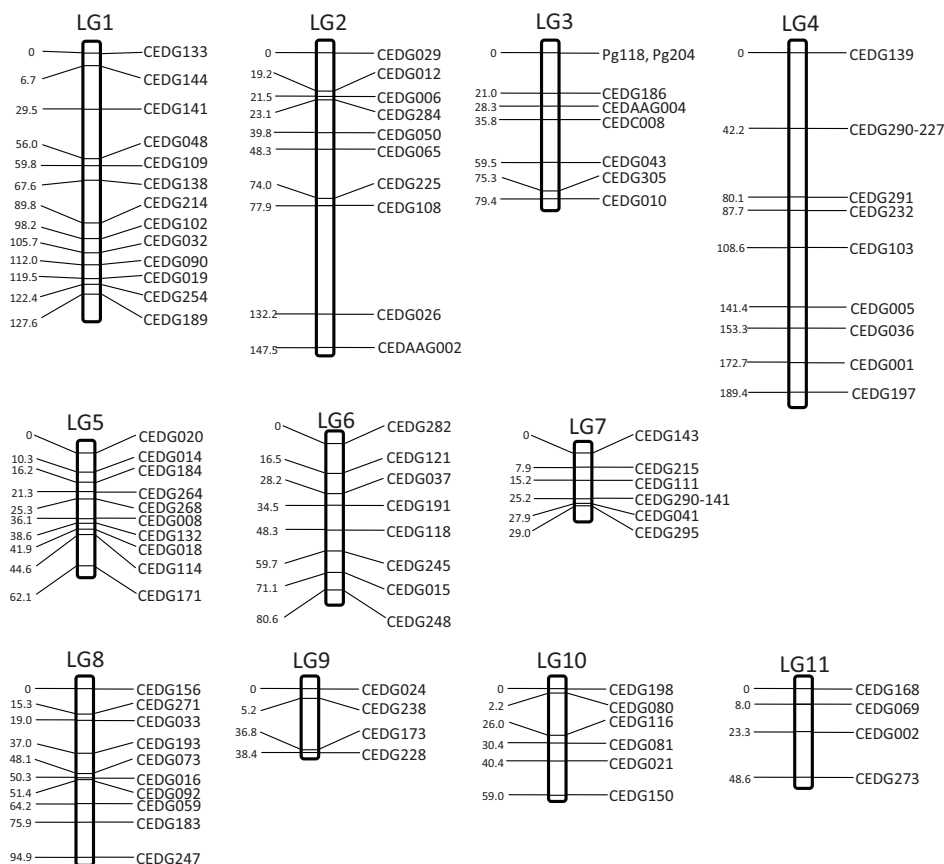 LG1
0 CEDG133
6.7 CEDG144
29.5 CEDG141
56.0 CEDG048
59.8 CEDG109
67.6 CEDG138
89.8 CEDG214
98.2 CEDG102
105.7 CEDG032
112.0 CEDG090
119.5 CEDG019
122.4 CEDG254
127.6 CEDG189
LG2
0 CEDG029
19.2 CEDG012
21.5 CEDG006
23.1 CEDG284
39.8 CEDG050
48.3 CEDG065
74.0 CEDG225
77.9 CEDG108
132.2 CEDG026
147.5 CEDAAG002
LG3
0 Pg118, Pg204
21.0 CEDG186
28.3 CEDAAG004
35.8 CEDC008
59.5 CEDG043
75.3 CEDG305
79.4 CEDG010
LG4
0 CEDG139
42.2 CEDG290-227
80.1 CEDG291
87.7 CEDG232
108.6 CEDG103
141.4 CEDG005
153.3 CEDG036
172.7 CEDG001
189.4 CEDG197
LG5
0 CEDG020
10.3 CEDG014
16.2 CEDG184
21.3 CEDG264
25.3 CEDG268
36.1 CEDG008
38.6 CEDG132
41.9 CEDG018
44.6 CEDG114
62.1 CEDG171
LG6
0 CEDG282
16.5 CEDG121
28.2 CEDG037
34.5 CEDG191
48.3 CEDG118
59.7 CEDG245
71.1 CEDG015
80.6 CEDG248
LG7
0 CEDG143
7.9 CEDG215
15.2 CEDG111
25.2 CEDG290-141
27.9 CEDG041
29.0 CEDG295
LG8
0 CEDG156
15.3 CEDG271
19.0 CEDG033
37.0 CEDG193
48.1 CEDG073
50.3 CEDG016
51.4 CEDG092
64.2 CEDG059
75.9 CEDG183
94.9 CEDG247
LG9
0 CEDG024
5.2 CEDG238
36.8 CEDG173
38.4 CEDG228
LG10
0 CEDG198
2.2 CEDG080
26.0 CEDG116
30.4 CEDG081
40.4 CEDG021
59.0 CEDG150
LG11
0 CEDG168
8.0 CEDG069
23.3 CEDG002
48.6 CEDG273